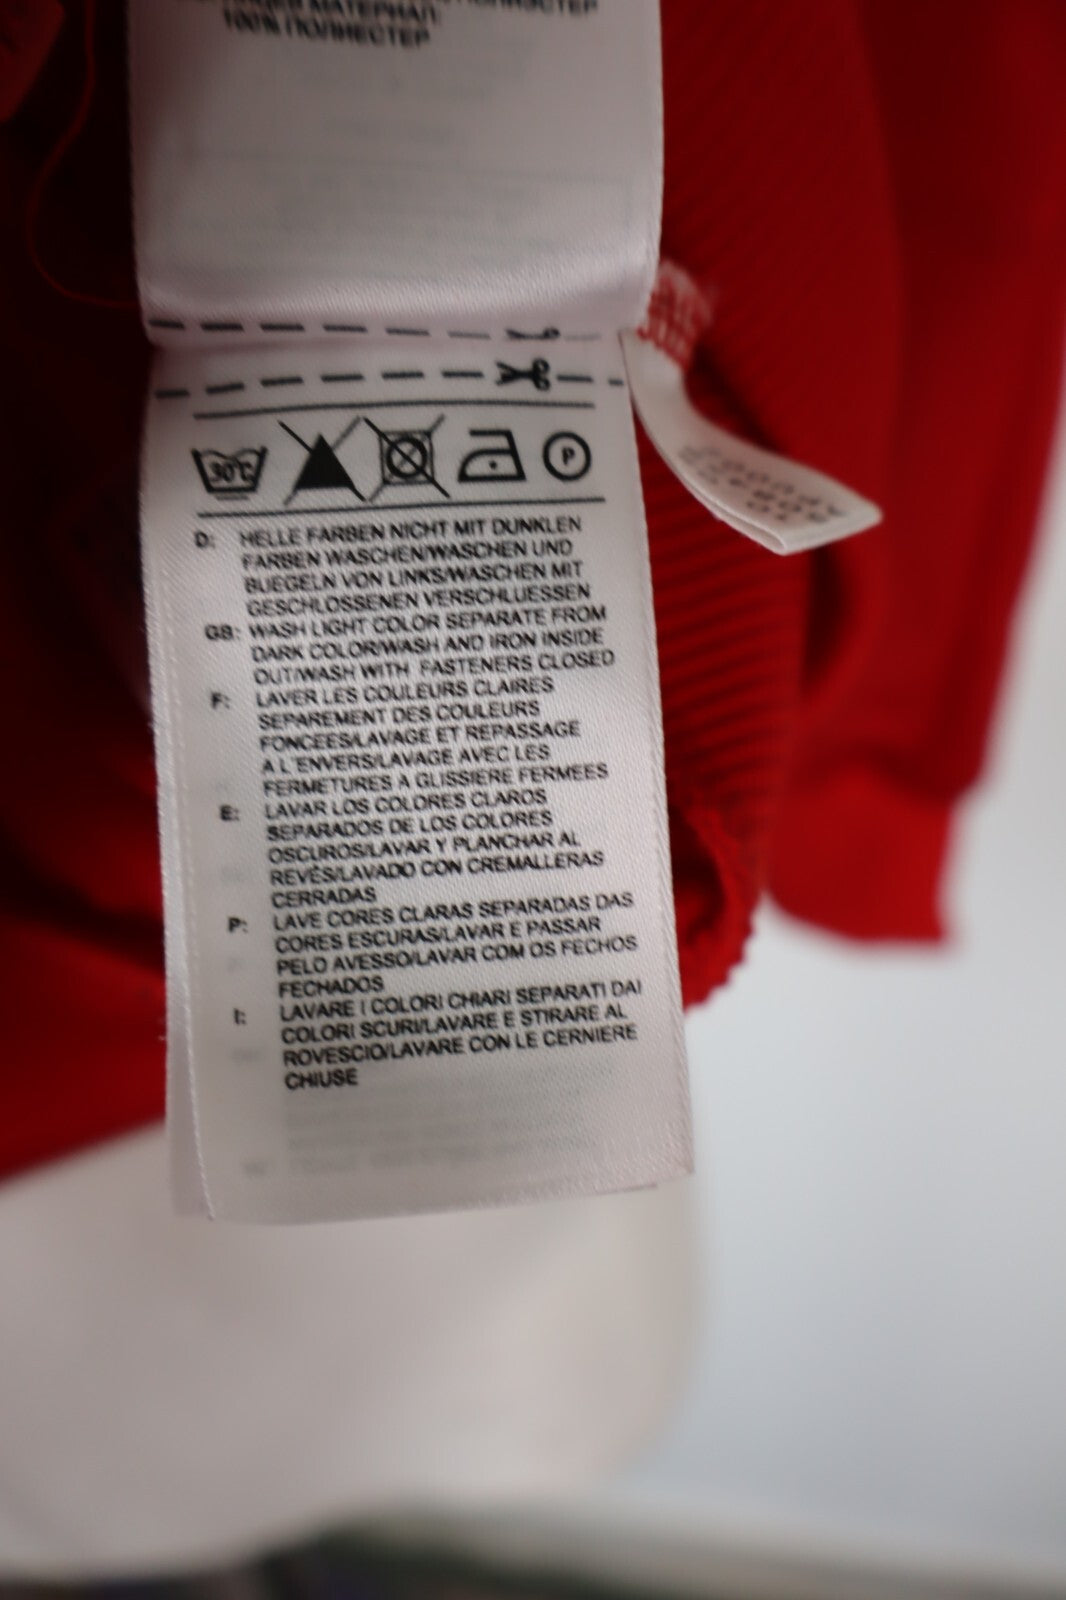 МАТЕРИАЛ:
100% ПОЛИЭСТЕР
30°C
P
D: HELLE FARBEN NICHT MIT DUNKLEN
FARBEN WASCHEN/WASCHEN UND
BUEGELN VON LINKS/WASCHEN MIT
GESCHLOSSENEN VERSCHLUESSEN
GB: WASH LIGHT COLOR SEPARATE FROM
DARK COLOR/WASH AND IRON INSIDE
OUT/WASH WITH FASTENERS CLOSED
F: LAVER LES COULEURS CLAIRES
SEPAREMENT DES COULEURS
FONCEES/LAVAGE ET REPASSAGE
A L'ENVERS/LAVAGE AVEC LES
FERMETURES A GLISSIERE FERMEES
E: LAVAR LOS COLORES CLAROS
SEPARADOS DE LOS COLORES
OSCUROS/LAVAR Y PLANCHAR AL
REVÉS/LAVADO CON CREMALLERAS
CERRADAS
P: LAVE CORES CLARAS SEPARADAS DAS
CORES ESCURAS/LAVAR E PASSAR
PELO AVESSO/LAVAR COM OS FECHOS
FECHADOS
I: LAVARE I COLORI CHIARI SEPARATI DAI
COLORI SCURI/LAVARE E STIRARE AL
ROVESCIO/LAVARE CON LE CERNIERE
CHIUSE